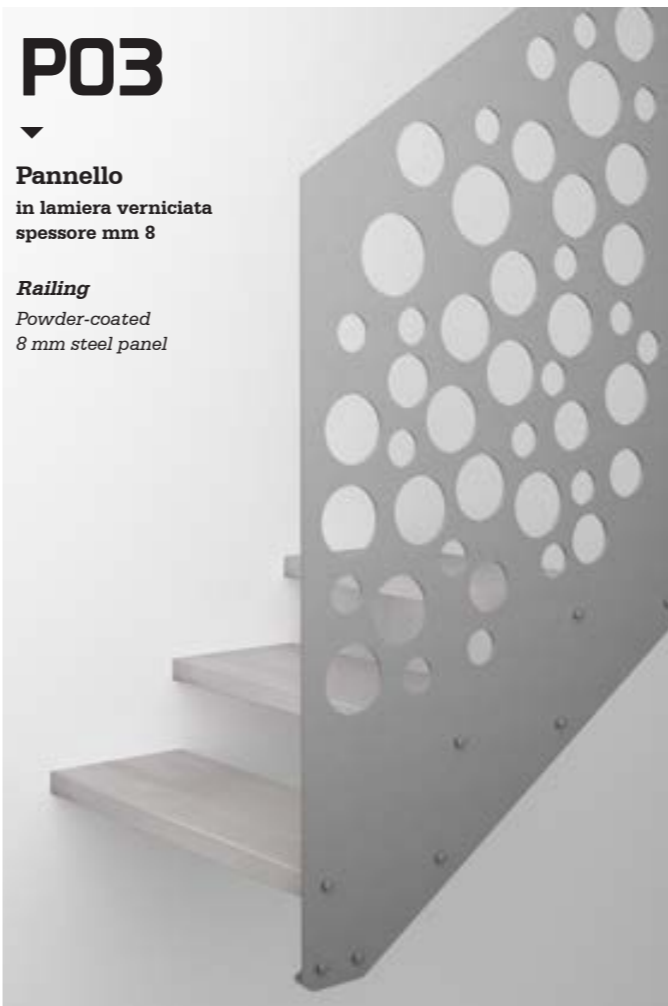 P03
Pannello
in lamiera verniciata
spessore mm 8
Railing
Powder-coated
8 mm steel panel